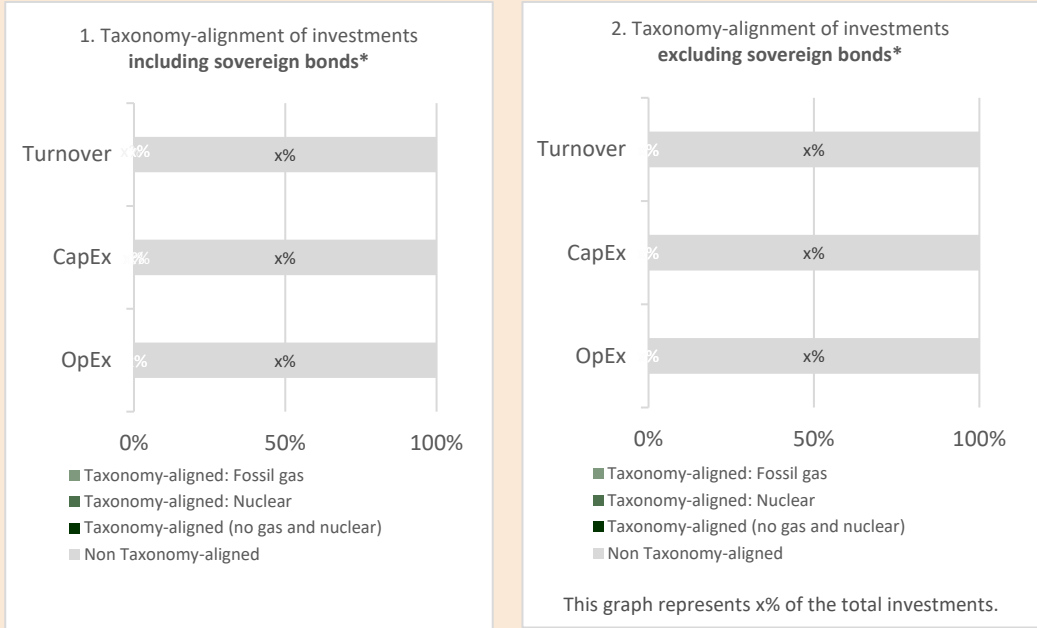 1. Taxonomy-alignment of investments
including sovereign bonds*
Turnover x%
CapEx x%
OpEx % x%
0% 50% 100%
Taxonomy-aligned: Fossil gas
Taxonomy-aligned: Nuclear
Taxonomy-aligned (no gas and nuclear)
Non Taxonomy-aligned
2. Taxonomy-alignment of investments
excluding sovereign bonds*
Turnover % x%
CapEx % x%
OpEx % x%
0% 50% 100%
Taxonomy-aligned: Fossil gas
Taxonomy-aligned: Nuclear
Taxonomy-aligned (no gas and nuclear)
Non Taxonomy-aligned
This graph represents x% of the total investments.